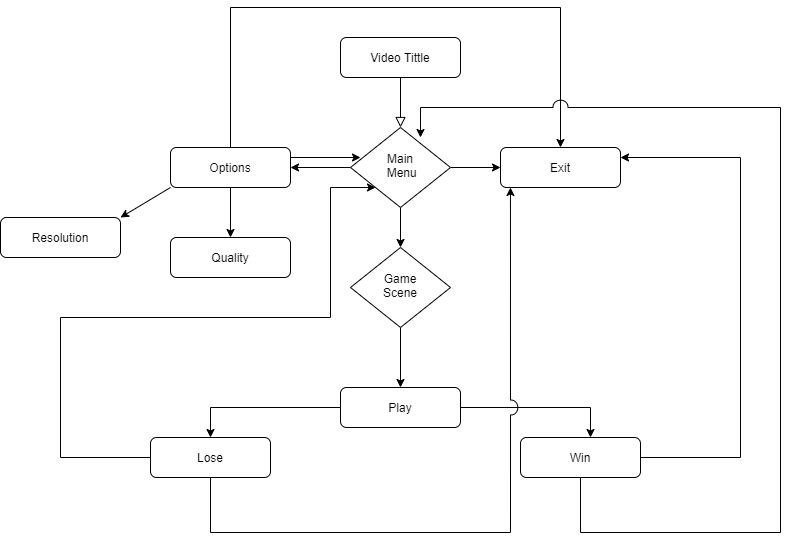 Video Tittle
Main
Menu
Options
Exit
Resolution
Quality
Game
Scene
Play
Lose
Win